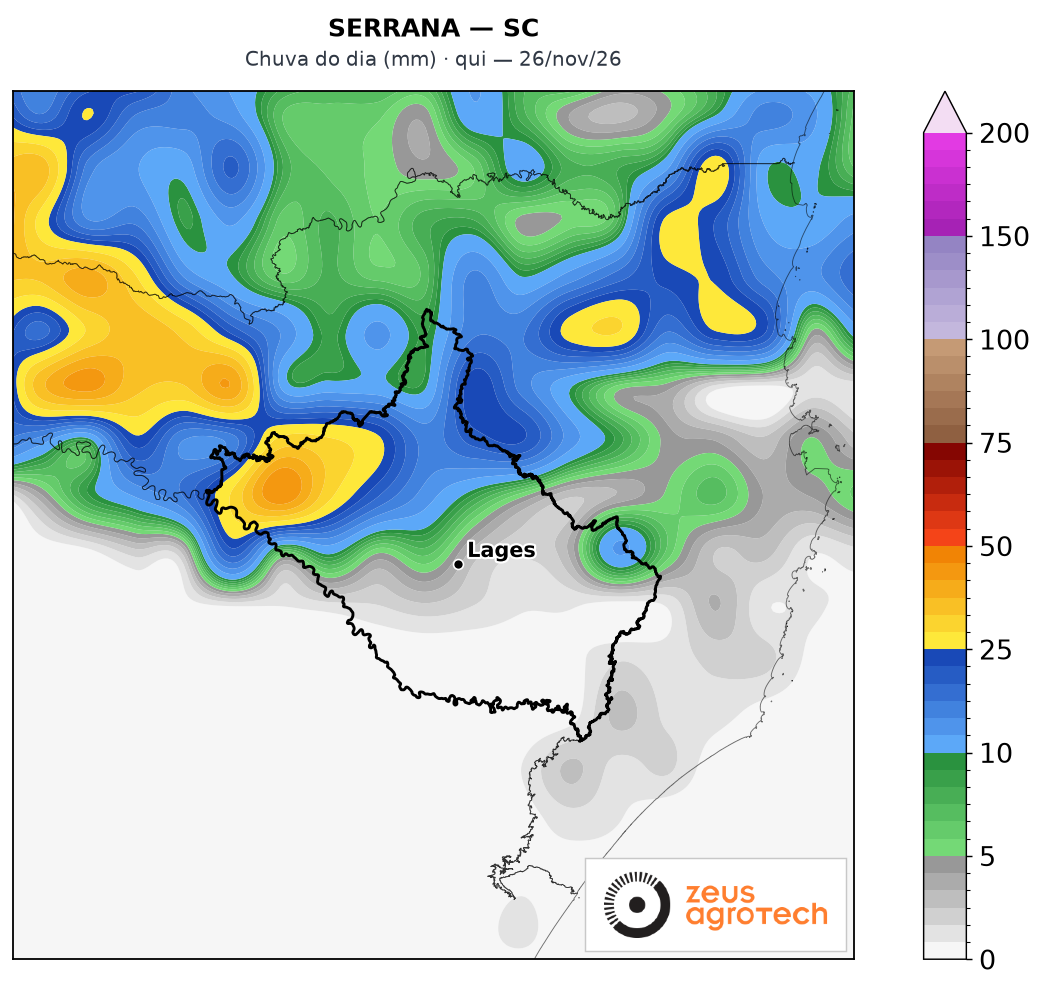 SERRANA — SC
Chuva do dia (mm) · qui — 26/nov/26
200
150
100
75
50
25
10
5
0
Lages
zeus
agrotech